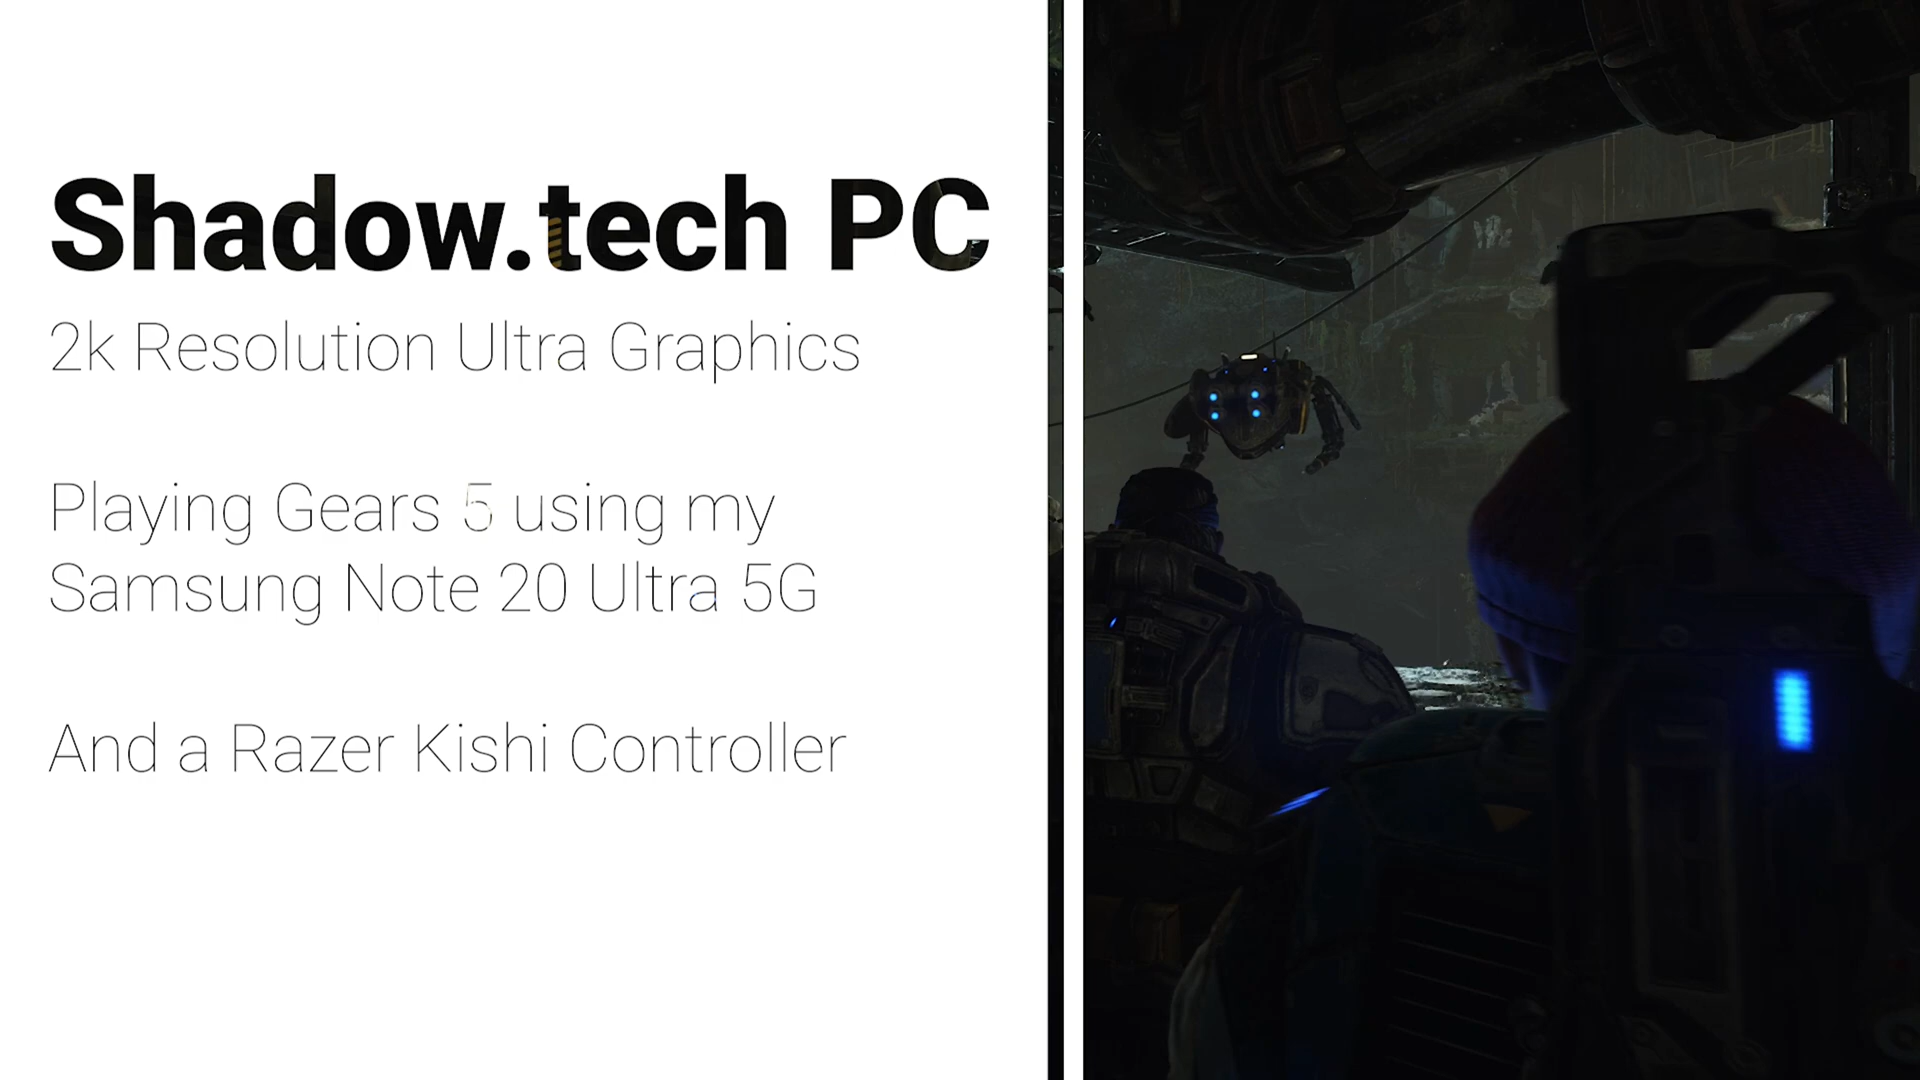 Shadow.tech PC
2k Resolution Ultra Graphics
Playing Gears 5 using my
Samsung Note 20 Ultra 5G
And a Razer Kishi Controller